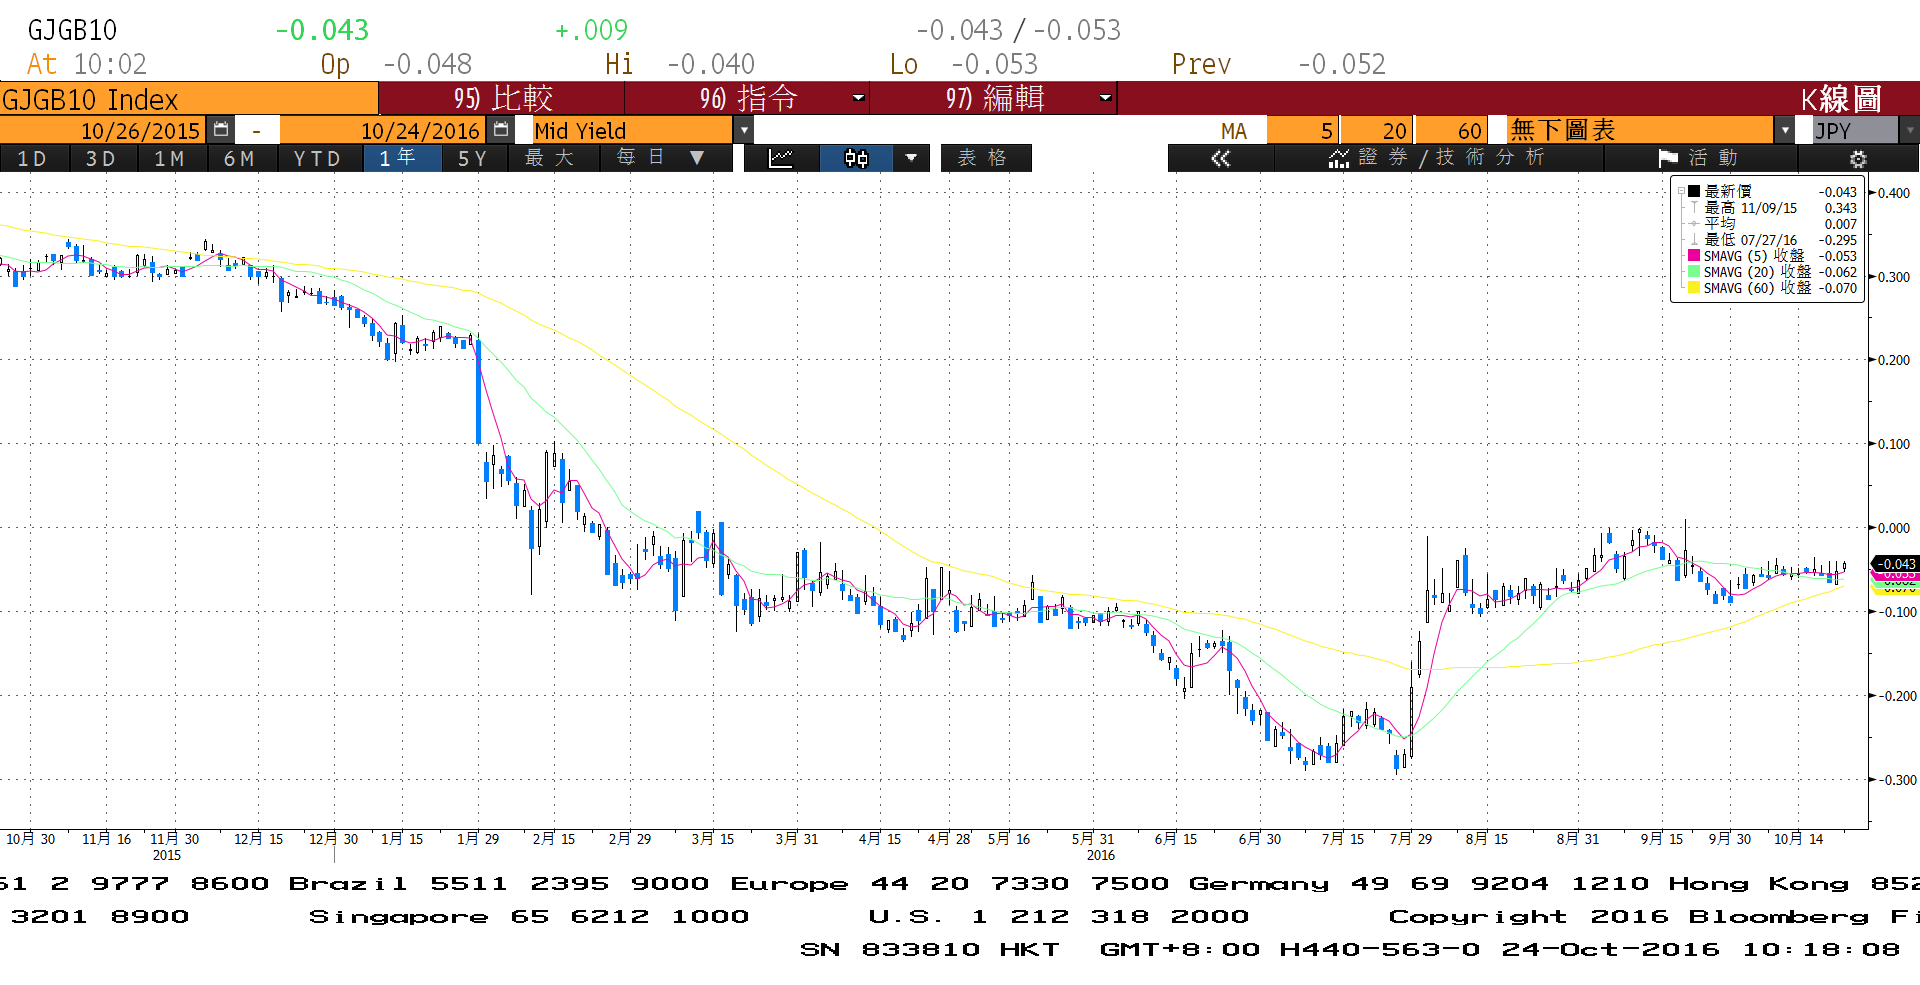 GJGB10 -0.043 +.009 -0.043 / -0.053
At 10:02 Op -0.048 Hi -0.040 Lo -0.053 Prev -0.052
GJGB10 Index 95) 比較 96) 指令 97) 編輯 K線圖
10/26/2015 - 10/24/2016 Mid Yield MA 5 20 60 無下圖表 JPY
1D 3D 1M 6M YTD 1年 5Y 最大 每日 ▼ 表格 « 證券/技術分析 活動
最新價 -0.043
最高 11/09/15 0.343
平均 0.007
最低 07/27/16 -0.295
SMAVG (5) 收盤 -0.053
SMAVG (20) 收盤 -0.062
SMAVG (60) 收盤 -0.070
0.400
0.300
0.200
0.100
0.000
-0.043
-0.053
-0.062
-0.070
-0.100
-0.200
-0.300
10月 30 11月 16 11月 30 12月 15 12月 30 1月 15 1月 29 2月 15 2月 29 3月 15 3月 31 4月 15 4月 28 5月 16 5月 31 6月 15 6月 30 7月 15 7月 29 8月 15 8月 31 9月 15 9月 30 10月 14
2015 2016
61 2 9777 8600 Brazil 5511 2395 9000 Europe 44 20 7330 7500 Germany 49 69 9204 1210 Hong Kong 852
3201 8900 Singapore 65 6212 1000 U.S. 1 212 318 2000 Copyright 2016 Bloomberg Fi
SN 833810 HKT GMT+8:00 H440-563-0 24-Oct-2016 10:18:08